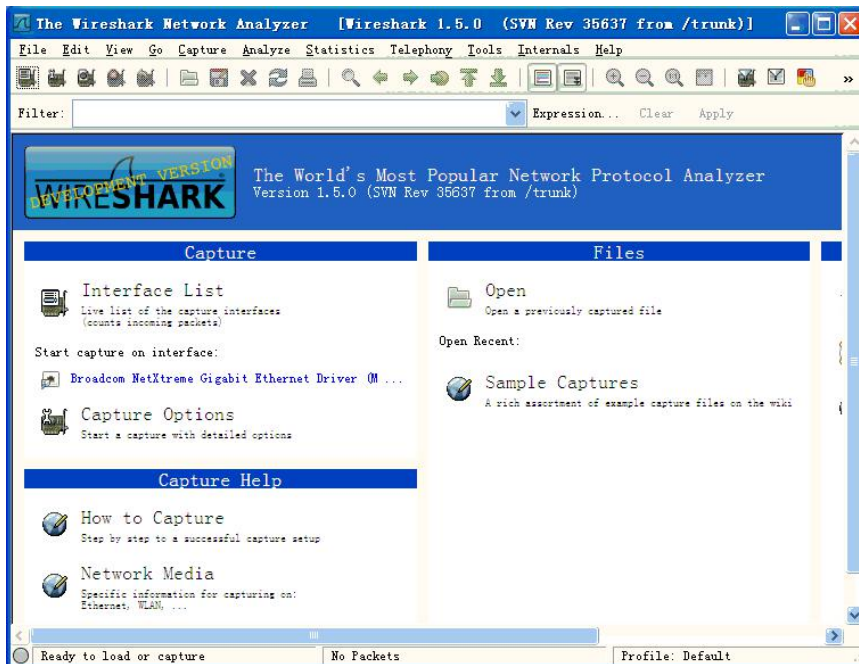 The Wireshark Network Analyzer [Wireshark 1.5.0 (SVN Rev 35637 from /trunk)]
File Edit View Go Capture Analyze Statistics Telephony Tools Internals Help
Filter: Expression... Clear Apply
WIRESHARK
DEVELOPMENT VERSION
The World's Most Popular Network Protocol Analyzer
Version 1.5.0 (SVN Rev 35637 from /trunk)
Capture
Interface List
Live list of the capture interfaces
(counts incoming packets)
Start capture on interface:
Broadcom NetXtreme Gigabit Ethernet Driver (M ...
Capture Options
Start a capture with detailed options
Capture Help
How to Capture
Step by step to a successful capture setup
Network Media
Specific information for capturing on:
Ethernet, WLAN, ...
Files
Open
Open a previously captured file
Open Recent:
Sample Captures
A rich assortment of example capture files on the wiki
Ready to load or capture
No Packets
Profile: Default